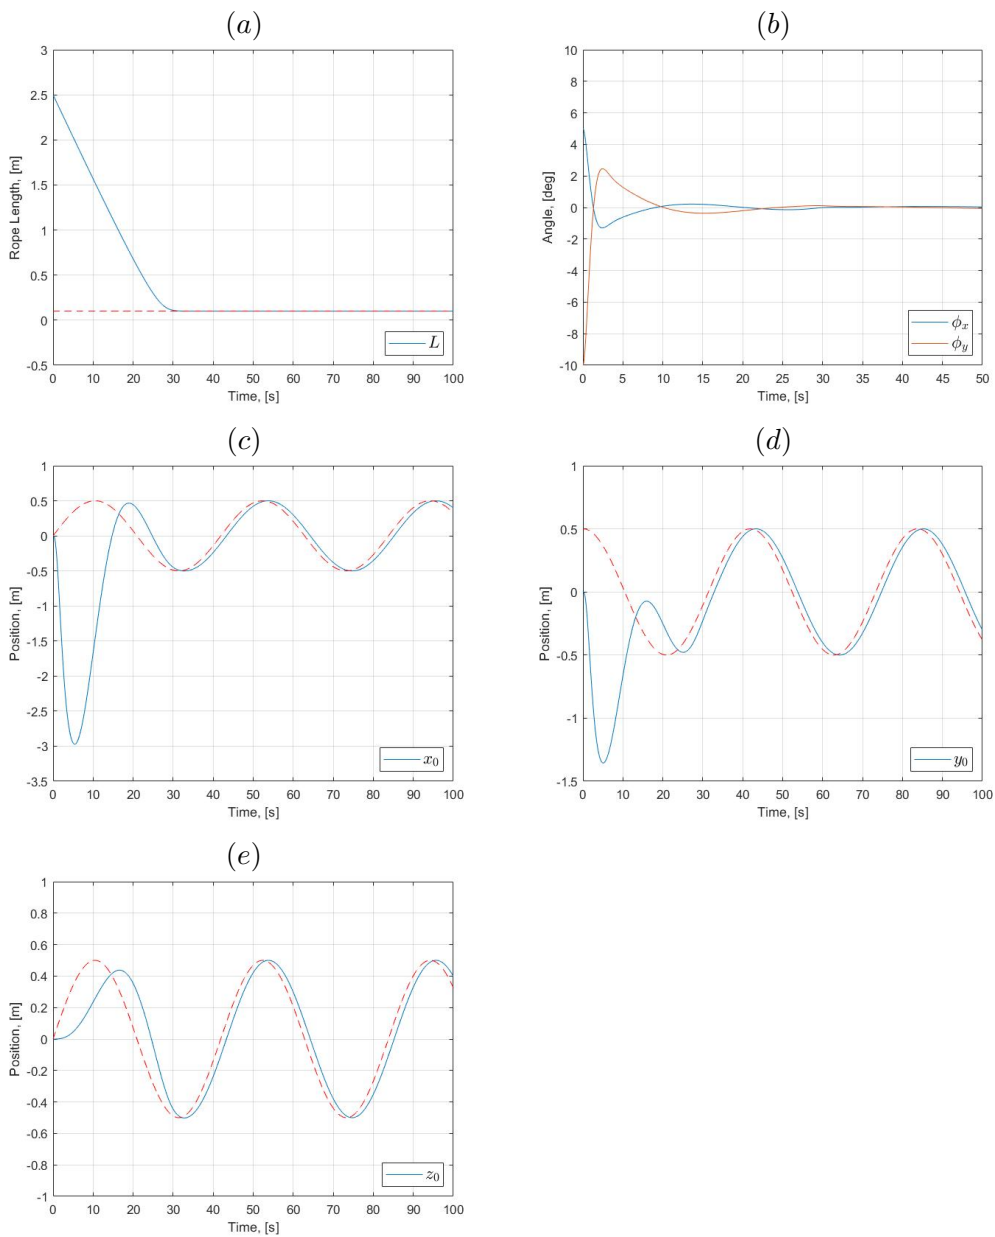 (a)
3
2.5
2
1.5
1
0.5
0
-0.5
Rope Length, [m]
L
0 10 20 30 40 50 60 70 80 90 100
Time, [s]
(b)
10
8
6
4
2
0
-2
-4
-6
-8
-10
Angle, [deg]
ϕx
ϕy
0 5 10 15 20 25 30 35 40 45 50
Time, [s]
(c)
1
0.5
0
-0.5
-1
-1.5
-2
-2.5
-3
-3.5
Position, [m]
x0
0 10 20 30 40 50 60 70 80 90 100
Time, [s]
(d)
1
0.5
0
-0.5
-1
-1.5
Position, [m]
y0
0 10 20 30 40 50 60 70 80 90 100
Time, [s]
(e)
1
0.8
0.6
0.4
0.2
0
-0.2
-0.4
-0.6
-0.8
-1
Position, [m]
z0
0 10 20 30 40 50 60 70 80 90 100
Time, [s]